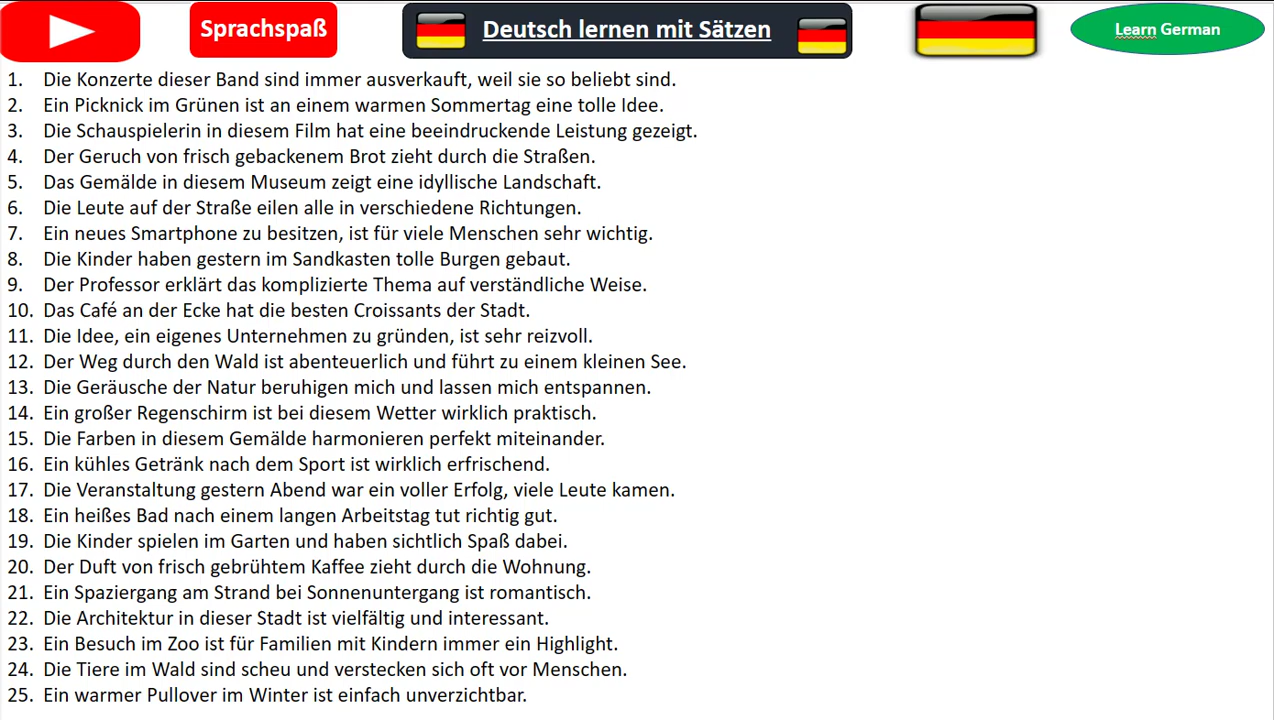 Sprachspaß
Deutsch lernen mit Sätzen
Learn German
1. Die Konzerte dieser Band sind immer ausverkauft, weil sie so beliebt sind.
2. Ein Picknick im Grünen ist an einem warmen Sommertag eine tolle Idee.
3. Die Schauspielerin in diesem Film hat eine beeindruckende Leistung gezeigt.
4. Der Geruch von frisch gebackenem Brot zieht durch die Straßen.
5. Das Gemälde in diesem Museum zeigt eine idyllische Landschaft.
6. Die Leute auf der Straße eilen alle in verschiedene Richtungen.
7. Ein neues Smartphone zu besitzen, ist für viele Menschen sehr wichtig.
8. Die Kinder haben gestern im Sandkasten tolle Burgen gebaut.
9. Der Professor erklärt das komplizierte Thema auf verständliche Weise.
10. Das Café an der Ecke hat die besten Croissants der Stadt.
11. Die Idee, ein eigenes Unternehmen zu gründen, ist sehr reizvoll.
12. Der Weg durch den Wald ist abenteuerlich und führt zu einem kleinen See.
13. Die Geräusche der Natur beruhigen mich und lassen mich entspannen.
14. Ein großer Regenschirm ist bei diesem Wetter wirklich praktisch.
15. Die Farben in diesem Gemälde harmonieren perfekt miteinander.
16. Ein kühles Getränk nach dem Sport ist wirklich erfrischend.
17. Die Veranstaltung gestern Abend war ein voller Erfolg, viele Leute kamen.
18. Ein heißes Bad nach einem langen Arbeitstag tut richtig gut.
19. Die Kinder spielen im Garten und haben sichtlich Spaß dabei.
20. Der Duft von frisch gebrühtem Kaffee zieht durch die Wohnung.
21. Ein Spaziergang am Strand bei Sonnenuntergang ist romantisch.
22. Die Architektur in dieser Stadt ist vielfältig und interessant.
23. Ein Besuch im Zoo ist für Familien mit Kindern immer ein Highlight.
24. Die Tiere im Wald sind scheu und verstecken sich oft vor Menschen.
25. Ein warmer Pullover im Winter ist einfach unverzichtbar.